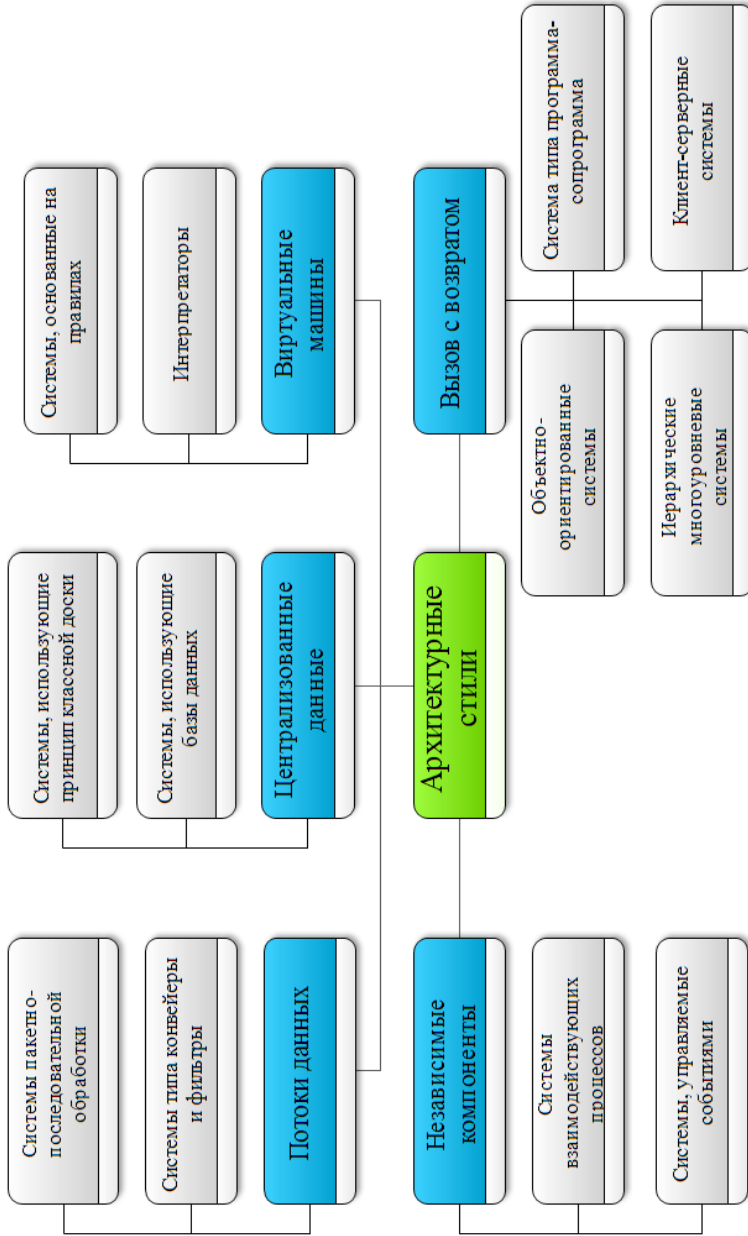 Системы пакетно-
последовательной
обработки
Системы, использующие
принцип классной доски
Системы, основанные на
правилах
Системы типа конвейеры
и фильтры
Системы, использующие
базы данных
Интерпретаторы
Потоки данных
Централизованные
данные
Виртуальные
машины
Независимые
компоненты
Архитектурные
стили
Вызов с возвратом
Системы
взаимодействующих
процессов
Объектно-
ориентированные
системы
Система типа программа-
сопрограмма
Системы, управляемые
событиями
Иерархические
многоуровневые
системы
Клиент-серверные
системы